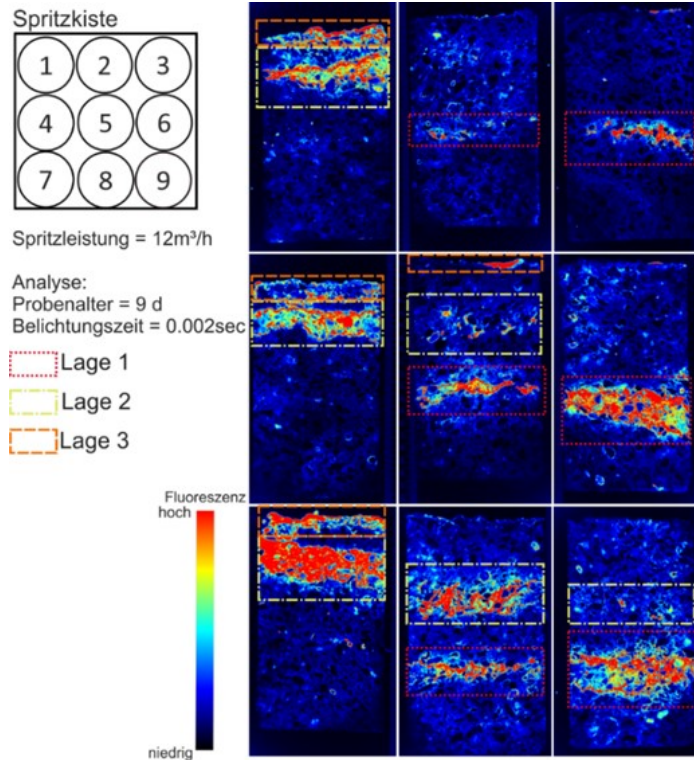 Spritzkiste
1 2 3
4 5 6
7 8 9
Spritzleistung = 12m³/h
Analyse:
Probenalter = 9 d
Belichtungszeit = 0.002sec
Lage 1
Lage 2
Lage 3
Fluoreszenz
hoch
niedrig